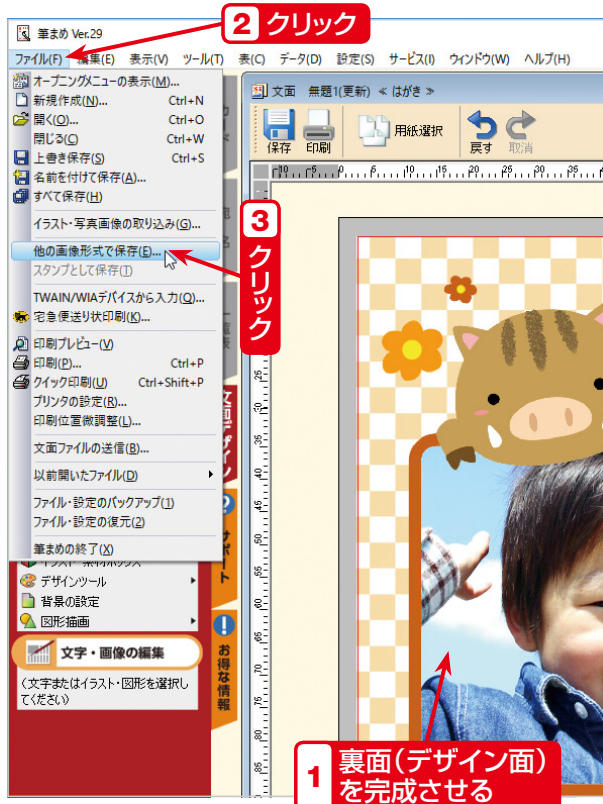 2 クリック
筆まめ Ver.29
ファイル(F) 編集(E) 表示(V) ツール(T) 表(C) データ(D) 設定(S) サービス(I) ウィンドウ(W) ヘルプ(H)
オープニングメニューの表示(M)...
新規作成(N)... Ctrl+N
開く(O)... Ctrl+O
閉じる(C) Ctrl+W
上書き保存(S) Ctrl+S
名前を付けて保存(A)...
すべて保存(H)
イラスト・写真画像の取り込み(G)...
他の画像形式で保存(E)...
スタンプとして保存(T)
TWAIN/WIAデバイスから入力(Q)...
宅急便送り状印刷(K)...
印刷プレビュー(V)
印刷(P)... Ctrl+P
クイック印刷(U) Ctrl+Shift+P
プリンタの設定(R)...
印刷位置微調整(L)...
文面ファイルの送信(B)...
以前開いたファイル(D)
ファイル・設定のバックアップ(1)
ファイル・設定の復元(2)
筆まめの終了(X)
デザインツール
背景の設定
図形描画
文字・画像の編集
〈文字またはイラスト・図形を選択し
てください〉
一覧表
文面デザイン
サポート
お得な情報
文面 無題1(更新) ≪ はがき ≫
保存 印刷 用紙選択 戻す 取消
3 クリック
1 裏面(デザイン面)
を完成させる